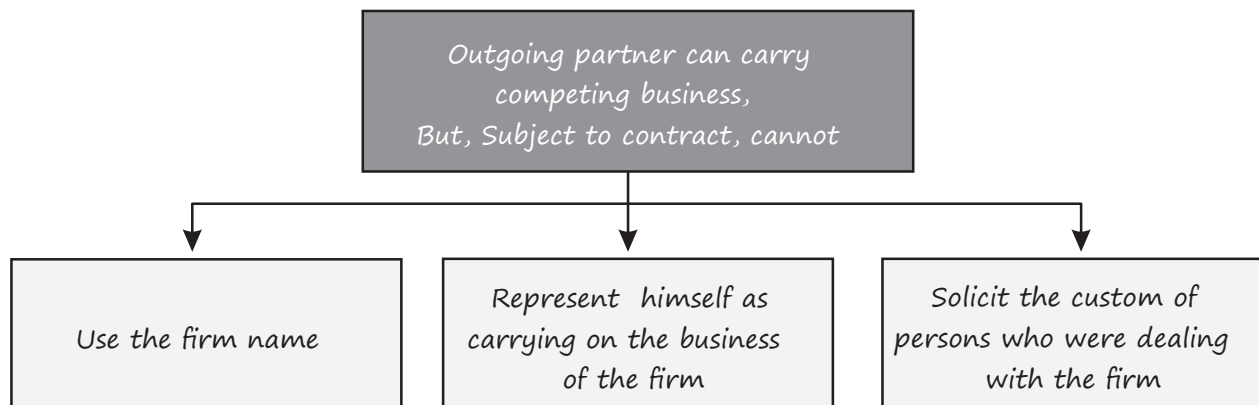 Outgoing partner can carry
competing business,
But, Subject to contract, cannot
Use the firm name
Represent himself as
carrying on the business
of the firm
Solicit the custom of
persons who were dealing
with the firm